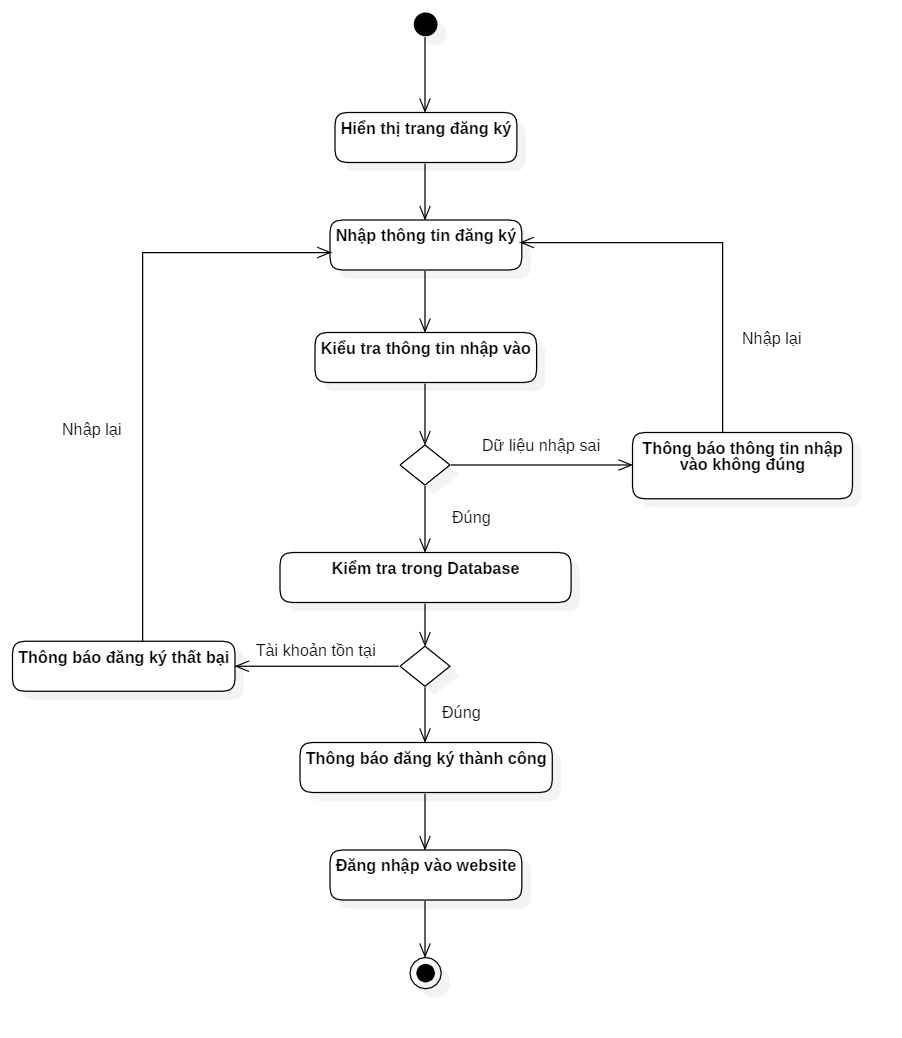 Hiển thị trang đăng ký
Nhập thông tin đăng ký
Kiểu tra thông tin nhập vào
Nhập lại
Nhập lại
Dữ liệu nhập sai
Thông báo thông tin nhập
vào không đúng
Đúng
Kiểm tra trong Database
Tài khoản tồn tại
Thông báo đăng ký thất bại
Đúng
Thông báo đăng ký thành công
Đăng nhập vào website